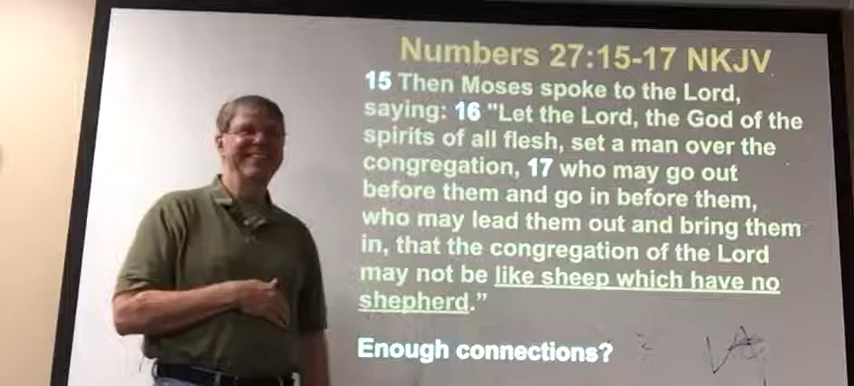 Numbers 27:15-17 NKJV
15 Then Moses spoke to the Lord,
saying: 16 "Let the Lord, the God of the
spirits of all flesh, set a man over the
congregation, 17 who may go out
before them and go in before them,
who may lead them out and bring them
in, that the congregation of the Lord
may not be like sheep which have no
shepherd.”
Enough connections?